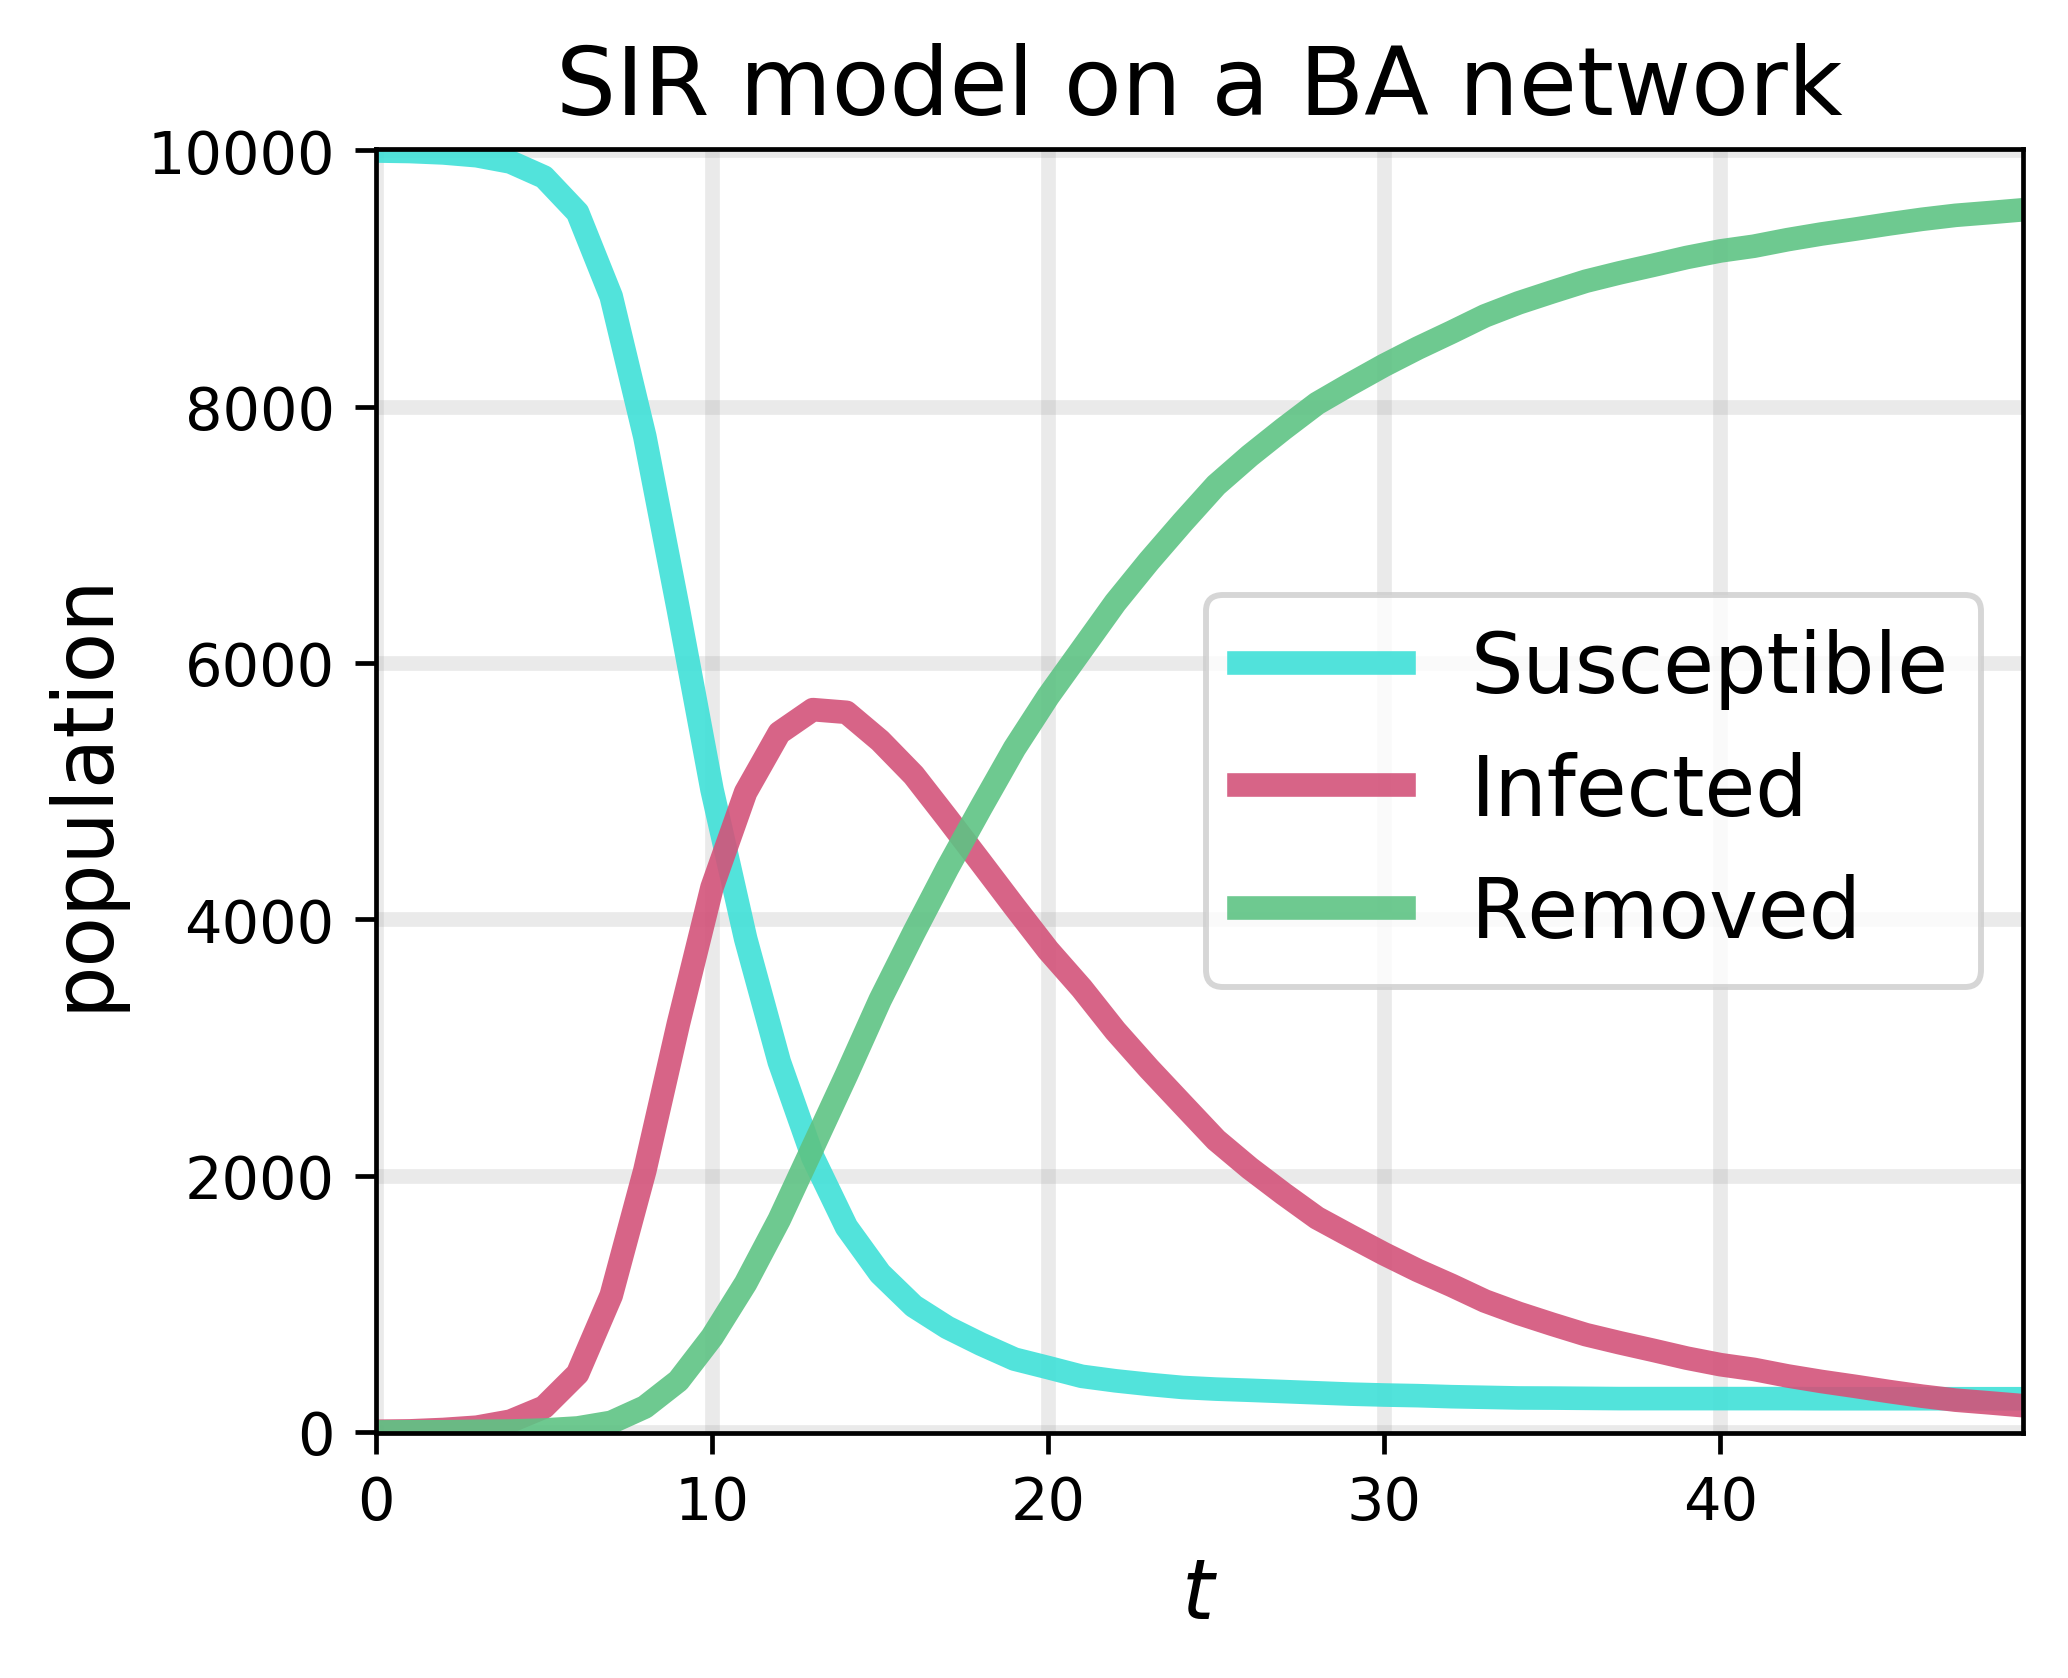 SIR model on a BA network
10000
8000
6000
4000
2000
0
population
Susceptible
Infected
Removed
0 10 20 30 40
t